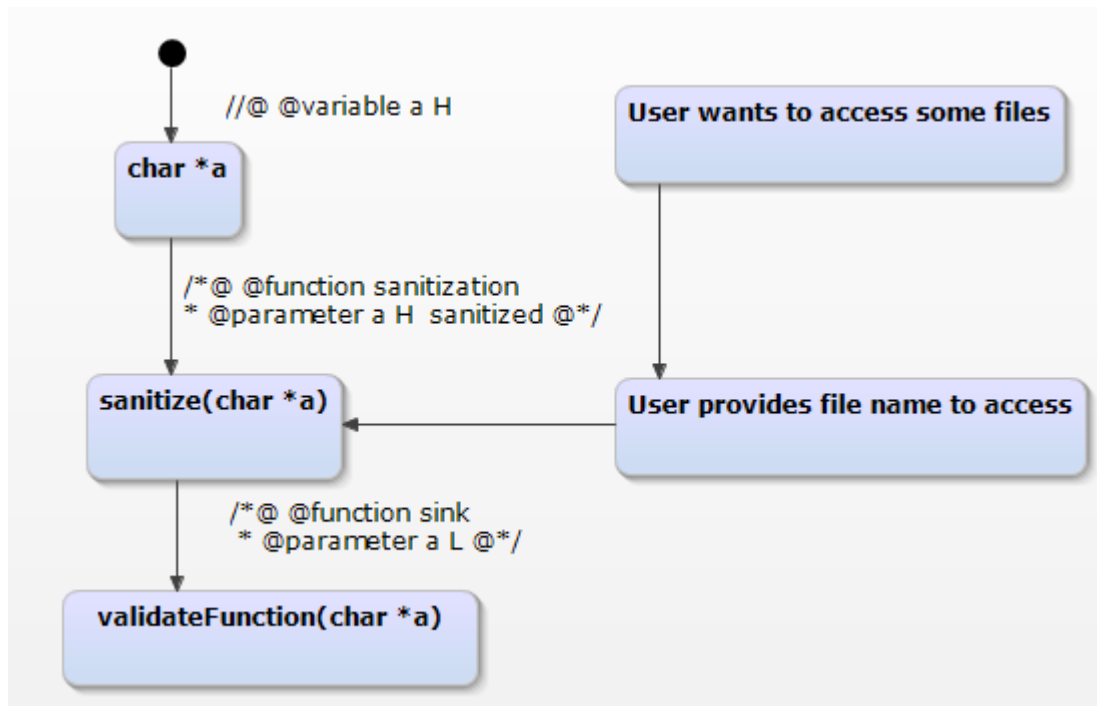 //@ @variable a H
User wants to access some files
char *a
/*@ @function sanitization
* @parameter a H  sanitized @*/
sanitize(char *a)
User provides file name to access
/*@ @function sink
* @parameter a L @*/
validateFunction(char *a)